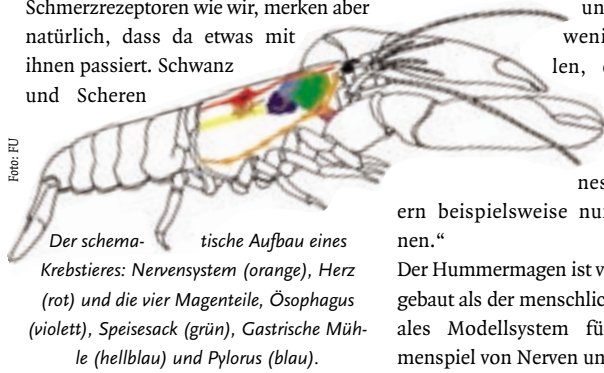 Schmerzrezeptoren wie wir, merken aber
natürlich, dass da etwas mit
ihnen passiert. Schwanz
und Scheren
Foto: FU
Der schema- tische Aufbau eines
Krebstieres: Nervensystem (orange), Herz
(rot) und die vier Magenteile, Ösophagus
(violett), Speisesack (grün), Gastrische Müh-
le (hellblau) und Pylorus (blau).
un
weni
len,
nes
ern beispielsweise nur
nen.“
Der Hummermagen ist v
gebaut als der menschlic
ales Modellsystem fü
menspiel von Nerven un